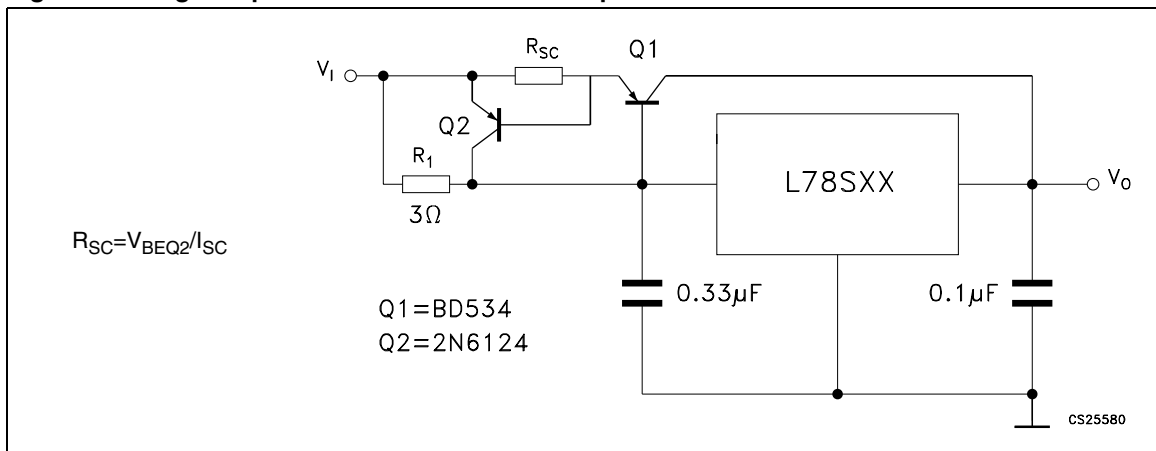 R_SC
Q1
V_I
Q2
R_1
3Ω
L78SXX
V_O
R_SC=V_BEQ2/I_SC
0.33µF
0.1µF
Q1=BD534
Q2=2N6124
CS25580